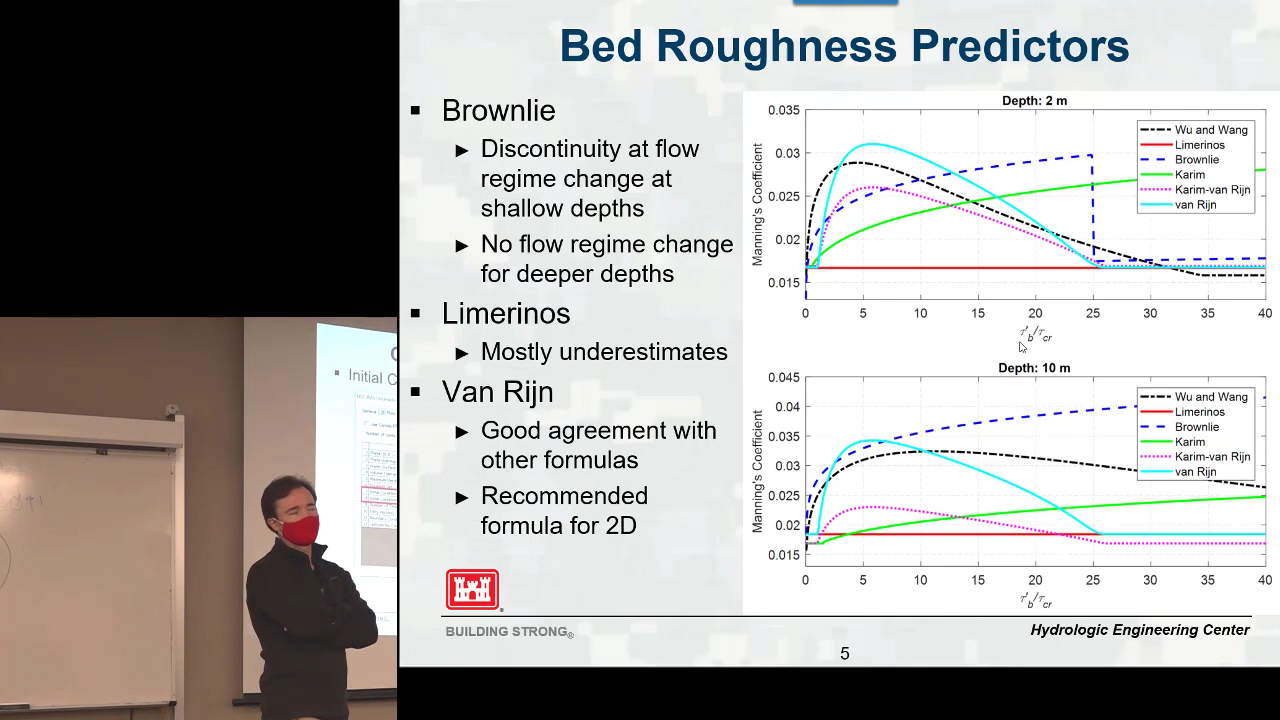 Bed Roughness Predictors
▪ Brownlie
► Discontinuity at flow
regime change at
shallow depths
► No flow regime change
for deeper depths
▪ Limerinos
► Mostly underestimates
▪ Van Rijn
► Good agreement with
other formulas
► Recommended
formula for 2D
Depth: 2 m
Manning's Coefficient
0.035
0.03
0.025
0.02
0.015
0 5 10 15 20 25 30 35 40
τ'b/τcr
Wu and Wang
Limerinos
Brownlie
Karim
Karim-van Rijn
van Rijn
Depth: 10 m
Manning's Coefficient
0.045
0.04
0.035
0.03
0.025
0.02
0.015
0 5 10 15 20 25 30 35 40
τ'b/τcr
Wu and Wang
Limerinos
Brownlie
Karim
Karim-van Rijn
van Rijn
BUILDING STRONG®
Hydrologic Engineering Center
5
▪ Initial C